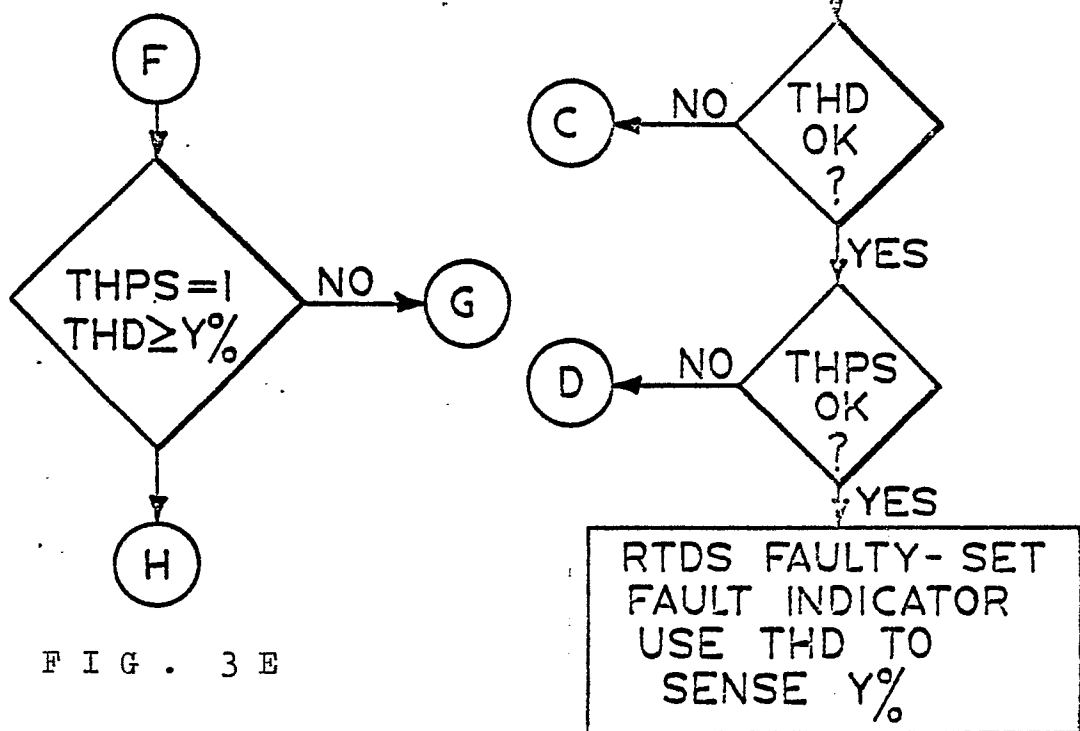 F
THPS=1
THD≥Y%
NO
G
H
FIG. 3E
THD
OK
?
NO
C
YES
THPS
OK
?
NO
D
YES
RTDS FAULTY-SET
FAULT INDICATOR
USE THD TO
SENSE Y%